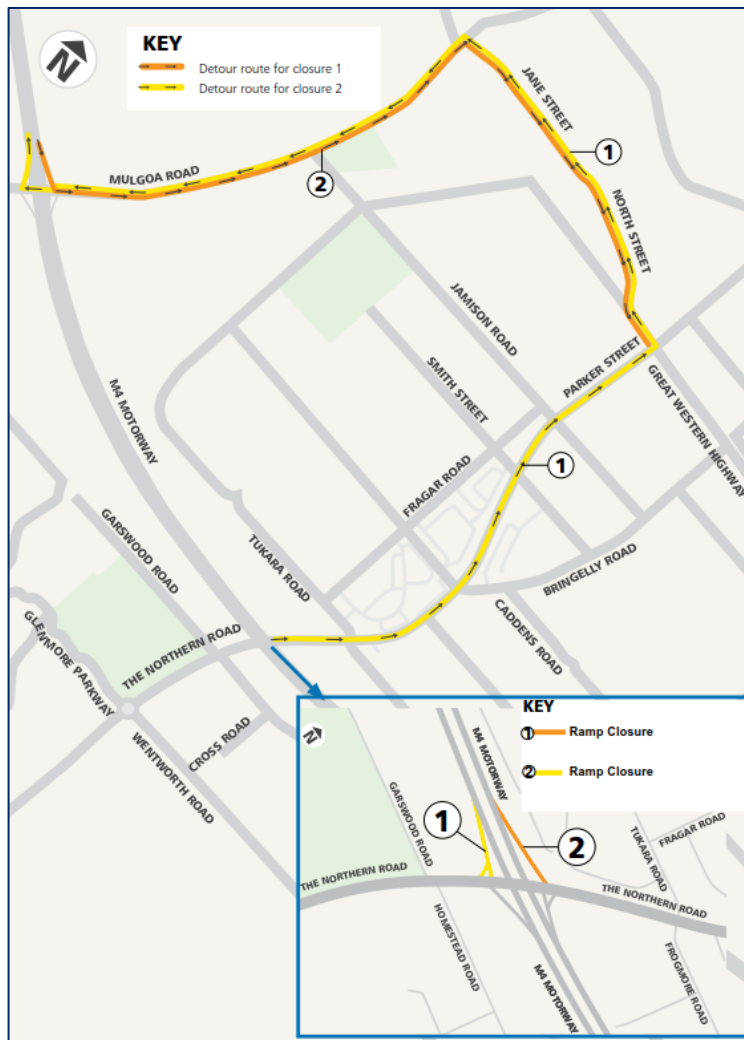 N
KEY
Detour route for closure 1
Detour route for closure 2
JANE STREET
1
MULGOA ROAD
2
NORTH STREET
JAMISON ROAD
PARKER STREET
SMITH STREET
GREAT WESTERN HIGHWAY
M4 MOTORWAY
FRAGAR ROAD
1
GARSWOOD ROAD
TUKARA ROAD
BRINGELLY ROAD
CADDENS ROAD
GLENMORE PARKWAY
THE NORTHERN ROAD
CROSS ROAD
WENTWORTH ROAD
KEY
1 Ramp Closure
2 Ramp Closure
N
M4 MOTORWAY
GARSWOOD ROAD
1
2
TUKARA ROAD
FRAGAR ROAD
THE NORTHERN ROAD
THE NORTHERN ROAD
HOMESTEAD ROAD
M4 MOTORWAY
FROGMORE ROAD